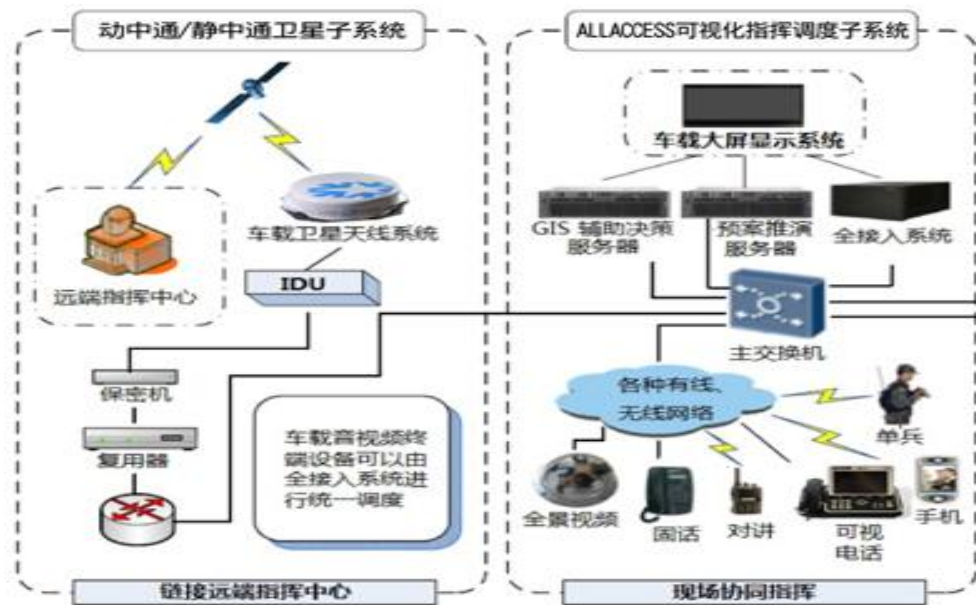 动中通/静中通卫星子系统
车载卫星天线系统
远端指挥中心
IDU
保密机
复用器
车载音视频终
端设备可以由
全接入系统进
行统一调度
链接远端指挥中心
ALLACCESS可视化指挥调度子系统
车载大屏显示系统
GIS 辅助决策
服务器
预案推演
服务器
全接入系统
主交换机
各种有线、
无线网络
单兵
全景视频
固话
对讲
可视
电话
手机
现场协同指挥